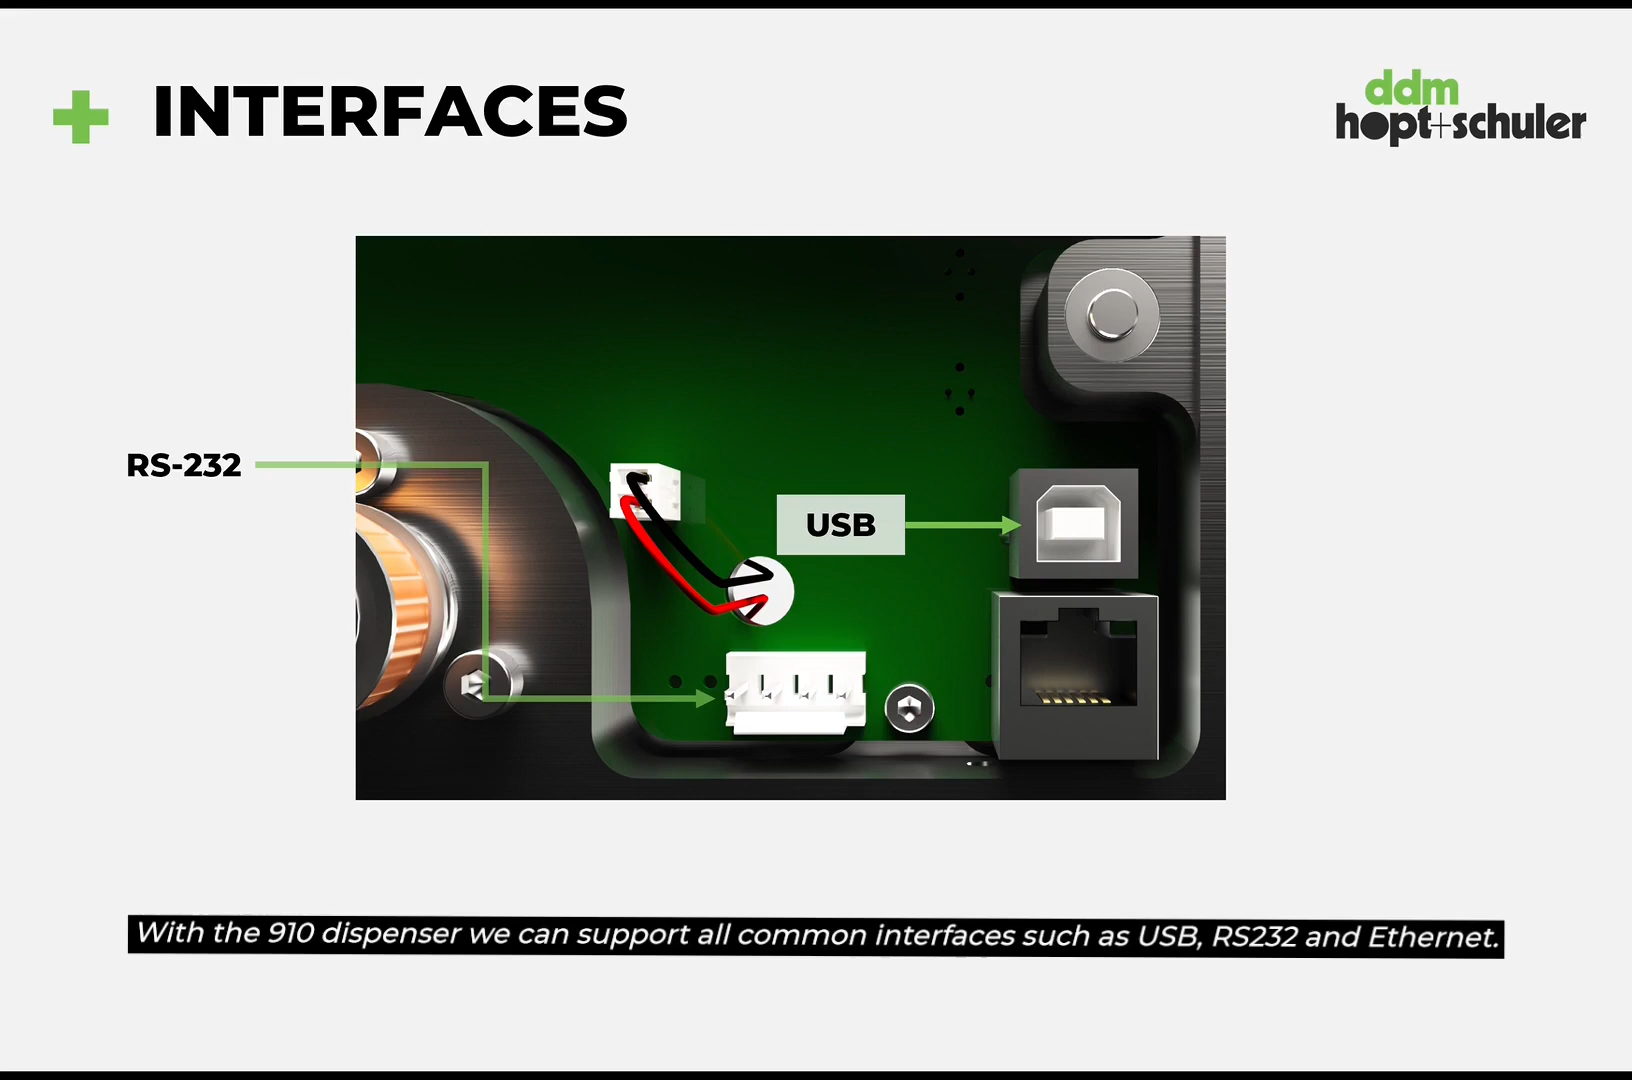 INTERFACES
ddm
hopt+schuler
RS-232
USB
With the 910 dispenser we can support all common interfaces such as USB, RS232 and Ethernet.